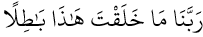 رَبَّنَا مَا خَلَقْتَ هَٰذَا بَٰطِلًا